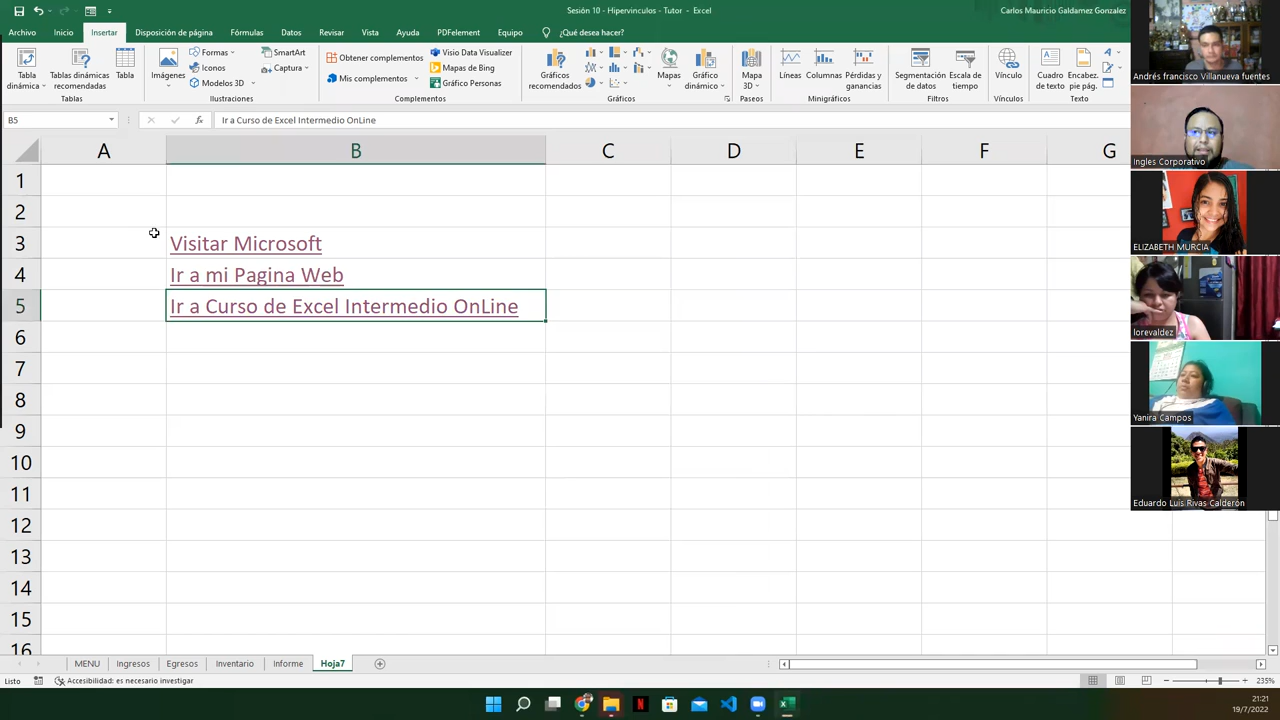 Sesión 10 - Hipervinculos - Tutor - Excel
Carlos Mauricio Galdamez Gonzalez
Archivo Inicio Insertar Disposición de página Fórmulas Datos Revisar Vista Ayuda PDFelement Equipo ¿Qué desea hacer?
Tabla dinámica
Tablas dinámicas recomendadas
Tabla
Tablas
Imágenes
Formas
Iconos
Modelos 3D
SmartArt
Captura
Ilustraciones
Obtener complementos
Mis complementos
Visio Data Visualizer
Mapas de Bing
Gráfico Personas
Complementos
Gráficos recomendados
Mapas
Gráfico dinámico
Gráficos
Mapa 3D
Paseos
Líneas
Columnas
Pérdidas y ganancias
Minigráficos
Segmentación de datos
Escala de tiempo
Filtros
Vínculo
Vínculos
Cuadro de texto
Encabez. pie pág.
Texto
B5
fx
Ir a Curso de Excel Intermedio OnLine
A B C D E F G
1
2
3 Visitar Microsoft
4 Ir a mi Pagina Web
5 Ir a Curso de Excel Intermedio OnLine
6
7
8
9
10
11
12
13
14
15
16
MENU Ingresos Egresos Inventario Informe Hoja7
Listo
Accesibilidad: es necesario investigar
235%
21:21
19/7/2022
Andrés francisco Villanueva fuentes
Ingles Corporativo
ELIZABETH MURCIA
lorevaldez
Yanira Campos
Eduardo Luis Rivas Calderón